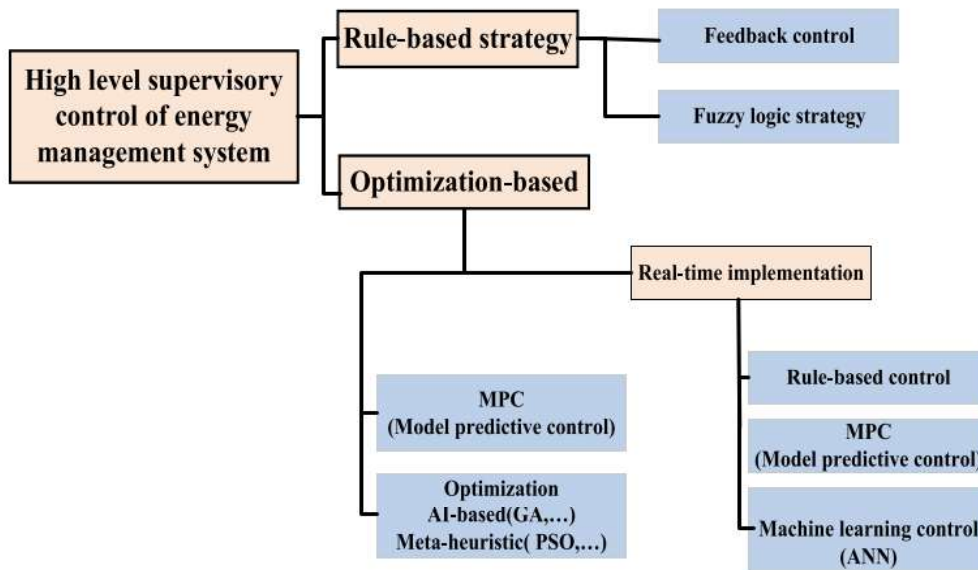 High level supervisory
control of energy
management system
Rule-based strategy
Feedback control
Fuzzy logic strategy
Optimization-based
Real-time implementation
MPC
(Model predictive control)
Optimization
AI-based(GA,...)
Meta-heuristic( PSO,...)
Rule-based control
MPC
(Model predictive control)
Machine learning control
(ANN)